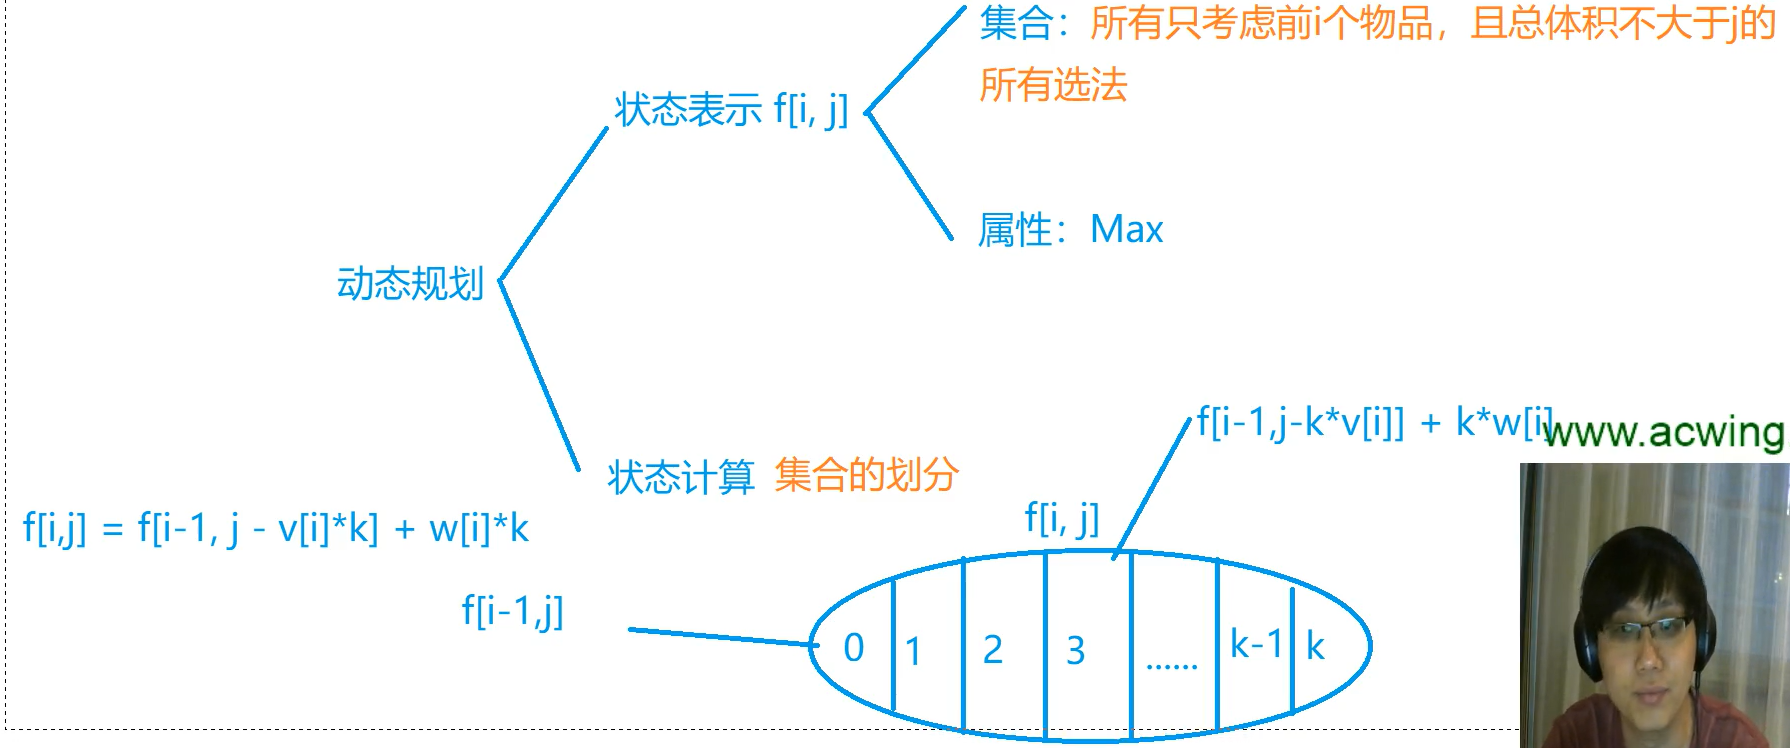 集合：所有只考虑前i个物品，且总体积不大于j的
所有选法
状态表示 f[i, j]
属性：Max
动态规划
f[i-1,j-k*v[i]] + k*w[i]
www.acwing
状态计算 集合的划分
f[i,j] = f[i-1, j - v[i]*k] + w[i]*k
f[i, j]
f[i-1,j]
0 1 2 3 ...... k-1 k